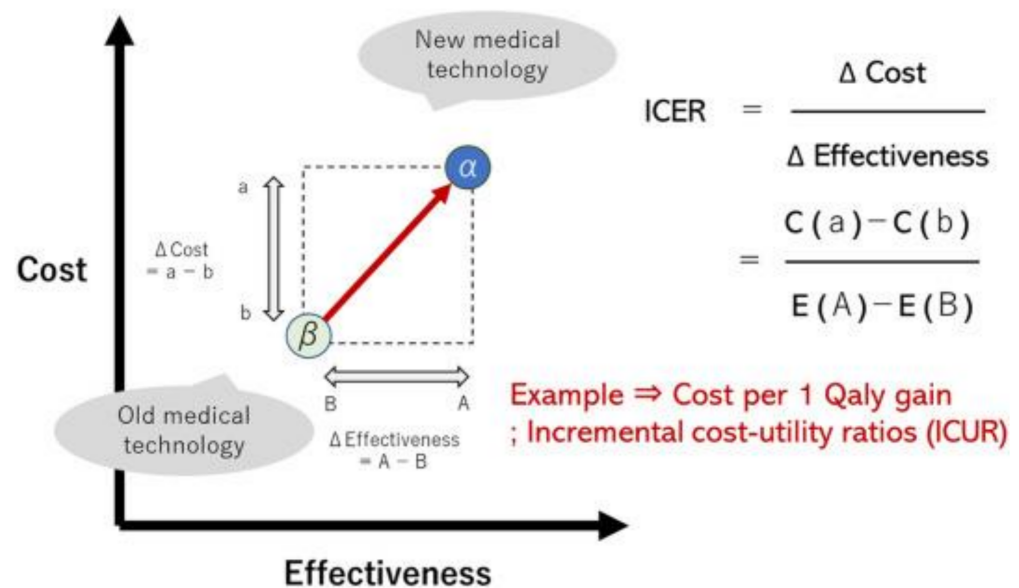 New medical
technology
α
a
Δ Cost
= a − b
b
β
Cost
B
A
Δ Effectiveness
= A − B
Old medical
technology
Effectiveness
ICER = Δ Cost
Δ Effectiveness
= C(a)−C(b)
E(A)−E(B)
Example ⇒ Cost per 1 Qaly gain
; Incremental cost-utility ratios (ICUR)